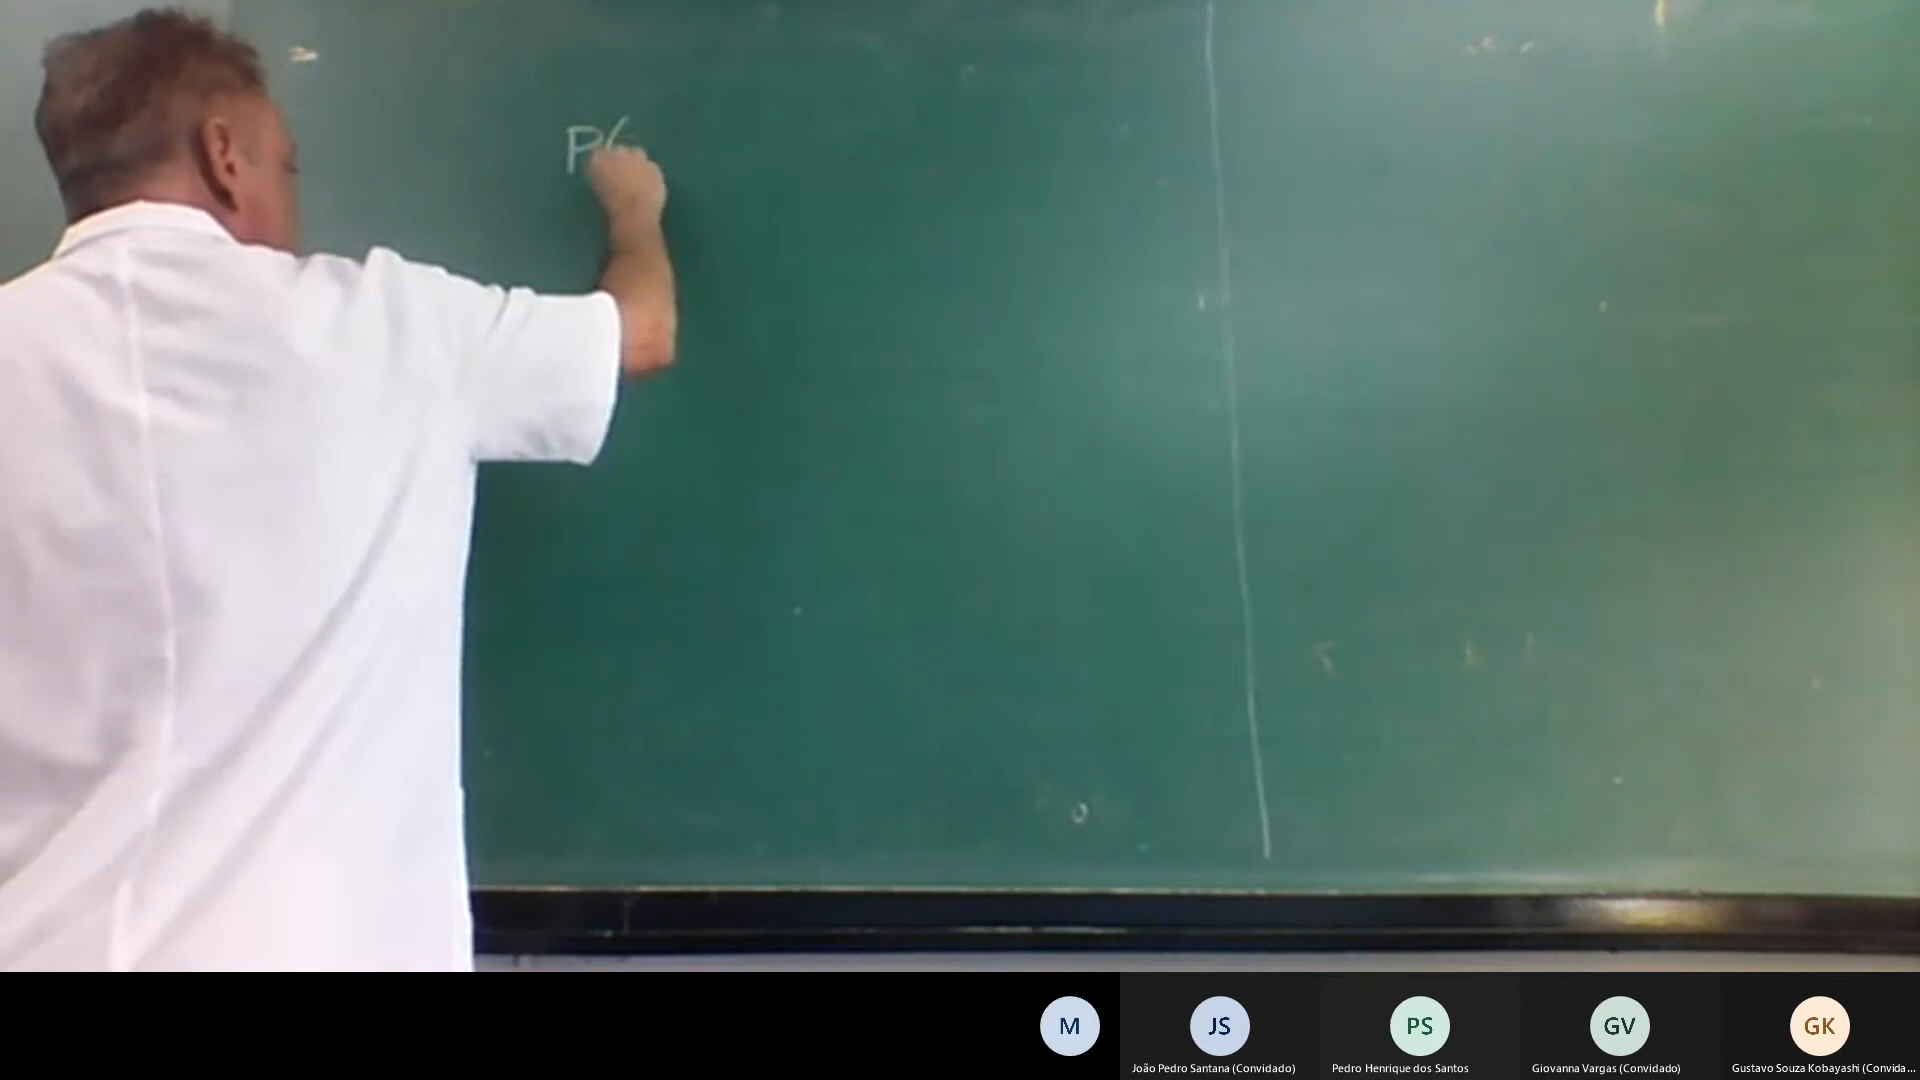 P6
M
JS
PS
GV
GK
João Pedro Santana (Convidado)
Pedro Henrique dos Santos
Giovanna Vargas (Convidado)
Gustavo Souza Kobayashi (Convida...